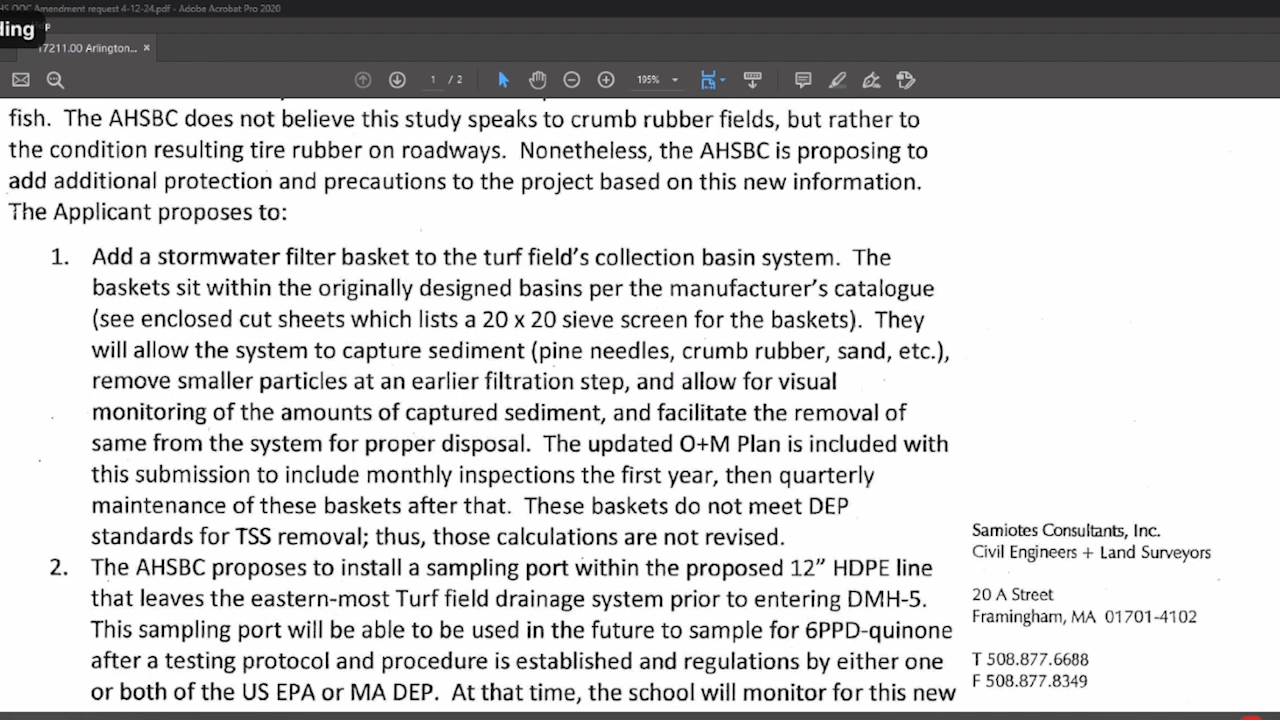 HS OOC Amendment request 4-12-24.pdf - Adobe Acrobat Pro 2020
ding
17211.00 Arlington... ×
1 / 2
195%
fish. The AHSBC does not believe this study speaks to crumb rubber fields, but rather to
the condition resulting tire rubber on roadways. Nonetheless, the AHSBC is proposing to
add additional protection and precautions to the project based on this new information.
The Applicant proposes to:
1. Add a stormwater filter basket to the turf field's collection basin system. The
baskets sit within the originally designed basins per the manufacturer's catalogue
(see enclosed cut sheets which lists a 20 x 20 sieve screen for the baskets). They
will allow the system to capture sediment (pine needles, crumb rubber, sand, etc.),
remove smaller particles at an earlier filtration step, and allow for visual
monitoring of the amounts of captured sediment, and facilitate the removal of
same from the system for proper disposal. The updated O+M Plan is included with
this submission to include monthly inspections the first year, then quarterly
maintenance of these baskets after that. These baskets do not meet DEP
standards for TSS removal; thus, those calculations are not revised.
2. The AHSBC proposes to install a sampling port within the proposed 12" HDPE line
that leaves the eastern-most Turf field drainage system prior to entering DMH-5.
This sampling port will be able to be used in the future to sample for 6PPD-quinone
after a testing protocol and procedure is established and regulations by either one
or both of the US EPA or MA DEP. At that time, the school will monitor for this new
Samiotes Consultants, Inc.
Civil Engineers + Land Surveyors
20 A Street
Framingham, MA 01701-4102
T 508.877.6688
F 508.877.8349